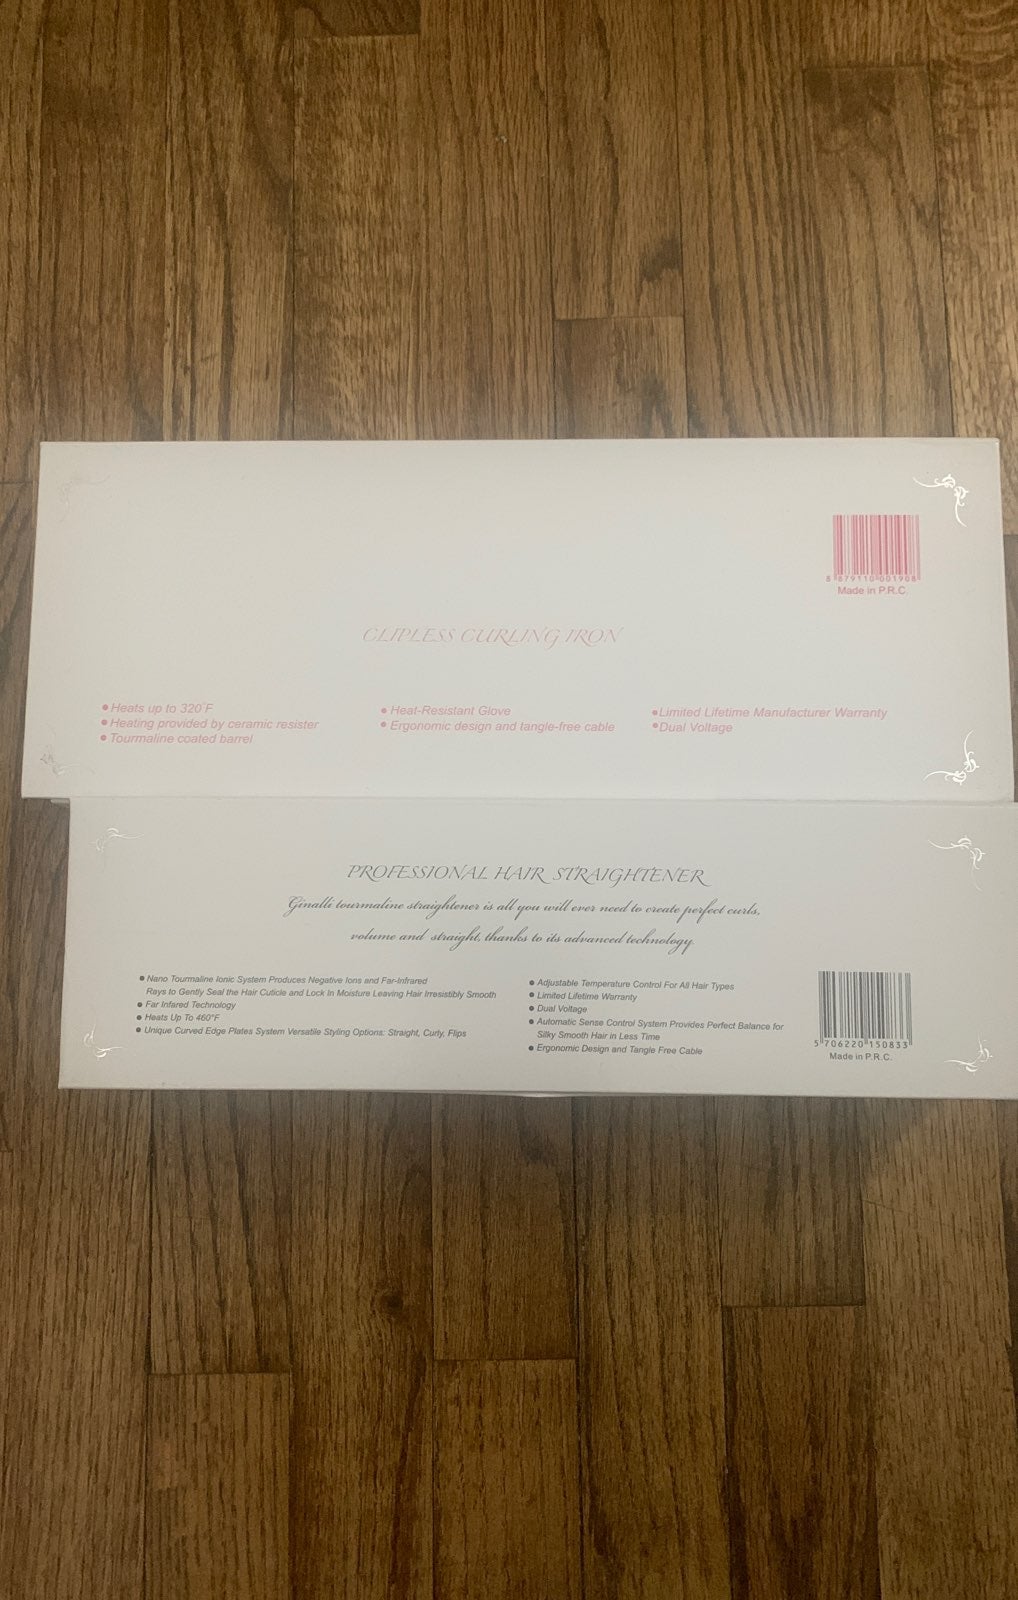 8 879110 001908
Made in P.R.C.
CLIPLESS CURLING IRON
● Heats up to 320°F
● Heating provided by ceramic resister
● Tourmaline coated barrel
● Heat-Resistant Glove
● Ergonomic design and tangle-free cable
●Limited Lifetime Manufacturer Warranty
●Dual Voltage
PROFESSIONAL HAIR STRAIGHTENER
Ginalli tourmaline straightener is all you will ever need to create perfect curls,
volume and straight, thanks to its advanced technology.
● Nano Tourmaline Ionic System Produces Negative Ions and Far-Infrared
Rays to Gently Seal the Hair Cuticle and Lock In Moisture Leaving Hair Irresistibly Smooth
● Far Infared Technology
● Heats Up To 460°F
● Unique Curved Edge Plates System Versatile Styling Options: Straight, Curly, Flips
● Adjustable Temperature Control For All Hair Types
● Limited Lifetime Warranty
● Dual Voltage
● Automatic Sense Control System Provides Perfect Balance for
Silky Smooth Hair in Less Time
● Ergonomic Design and Tangle Free Cable
5 706220 150833
Made in P.R.C.